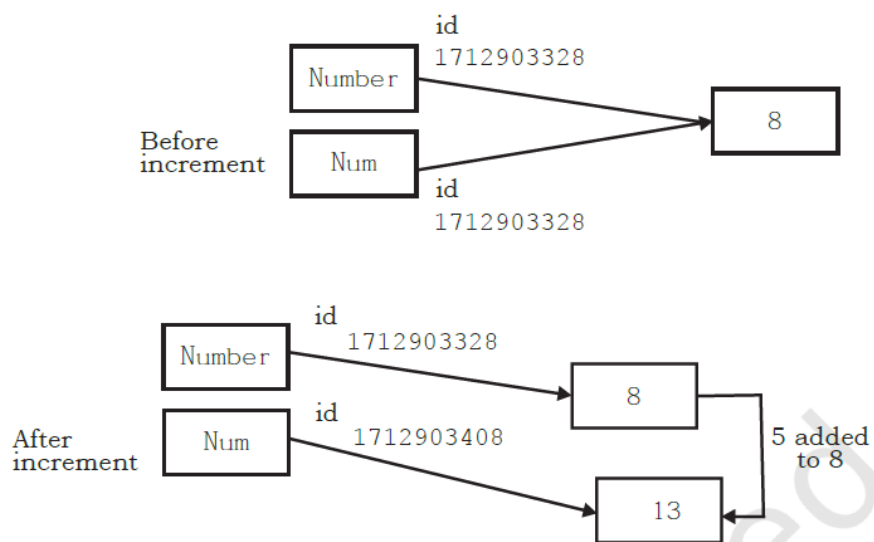 id
1712903328
Number
8
Before
increment
Num
id
1712903328
id
1712903328
Number
8
id
1712903408
Num
After
increment
5 added
to 8
13